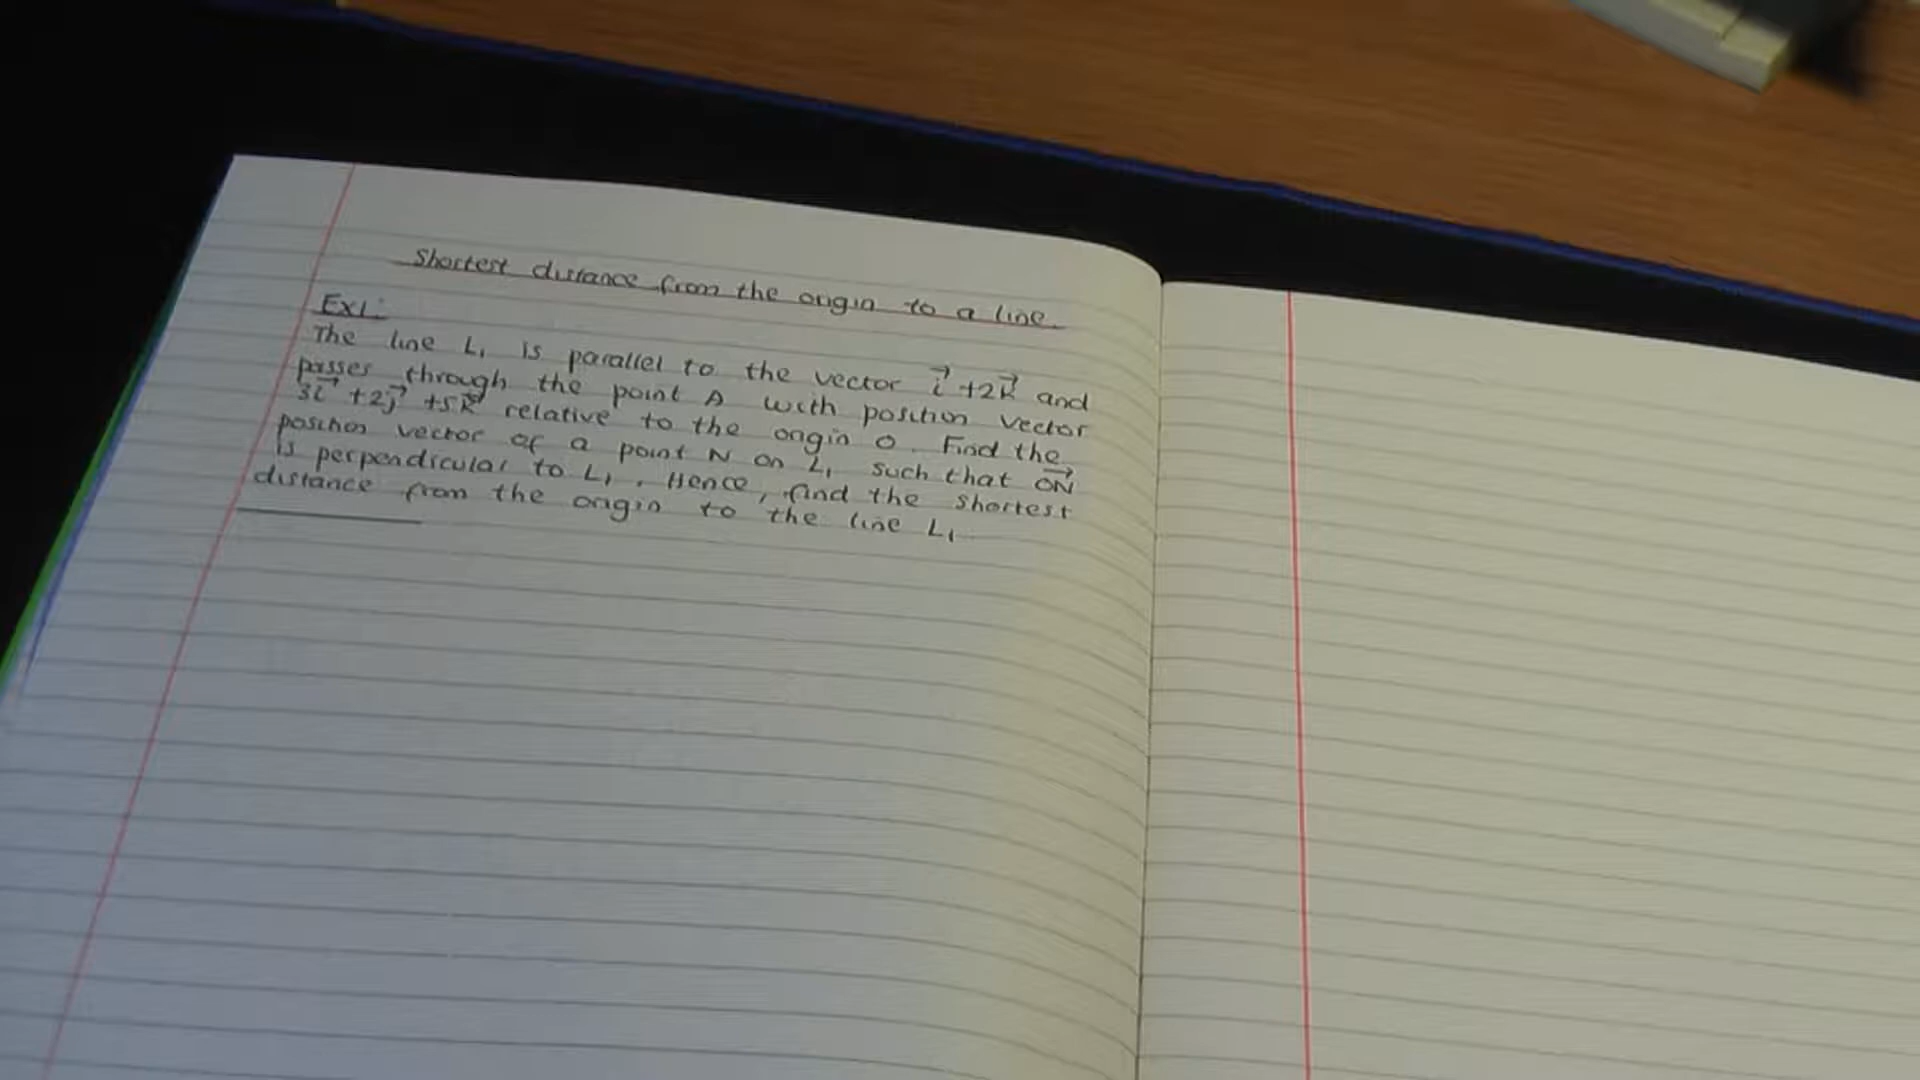 Shortest distance from the origin to a line.
Ex1:
The line L₁ is parallel to the vector i⃗ +2k⃗ and
passes through the point A with position vector
3i⃗ +2j⃗ +5k⃗ relative to the origin O. Find the
position vector of a point N on L₁ such that ON⃗
is perpendicular to L₁. Hence, find the shortest
distance from the origin to the line L₁